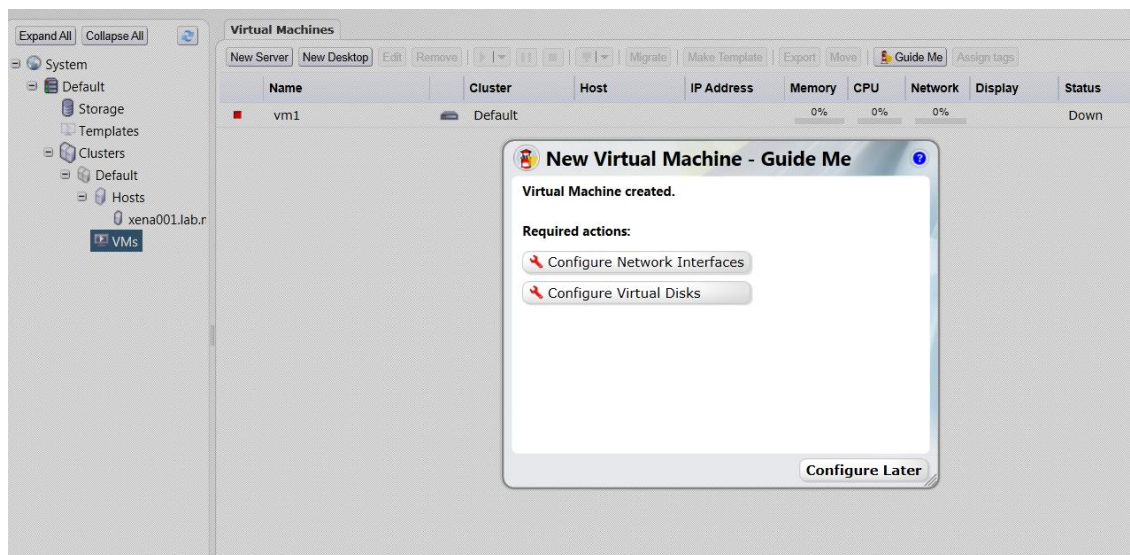 Expand All Collapse All
System
Default
Storage
Templates
Clusters
Default
Hosts
xena001.lab.
VMs
Virtual Machines
New Server New Desktop Edit Remove Migrate Make Template Export Move Guide Me Assign tags
Name Cluster Host IP Address Memory CPU Network Display Status
vm1 Default 0% 0% 0% Down
New Virtual Machine - Guide Me ?
Virtual Machine created.
Required actions:
Configure Network Interfaces
Configure Virtual Disks
Configure Later